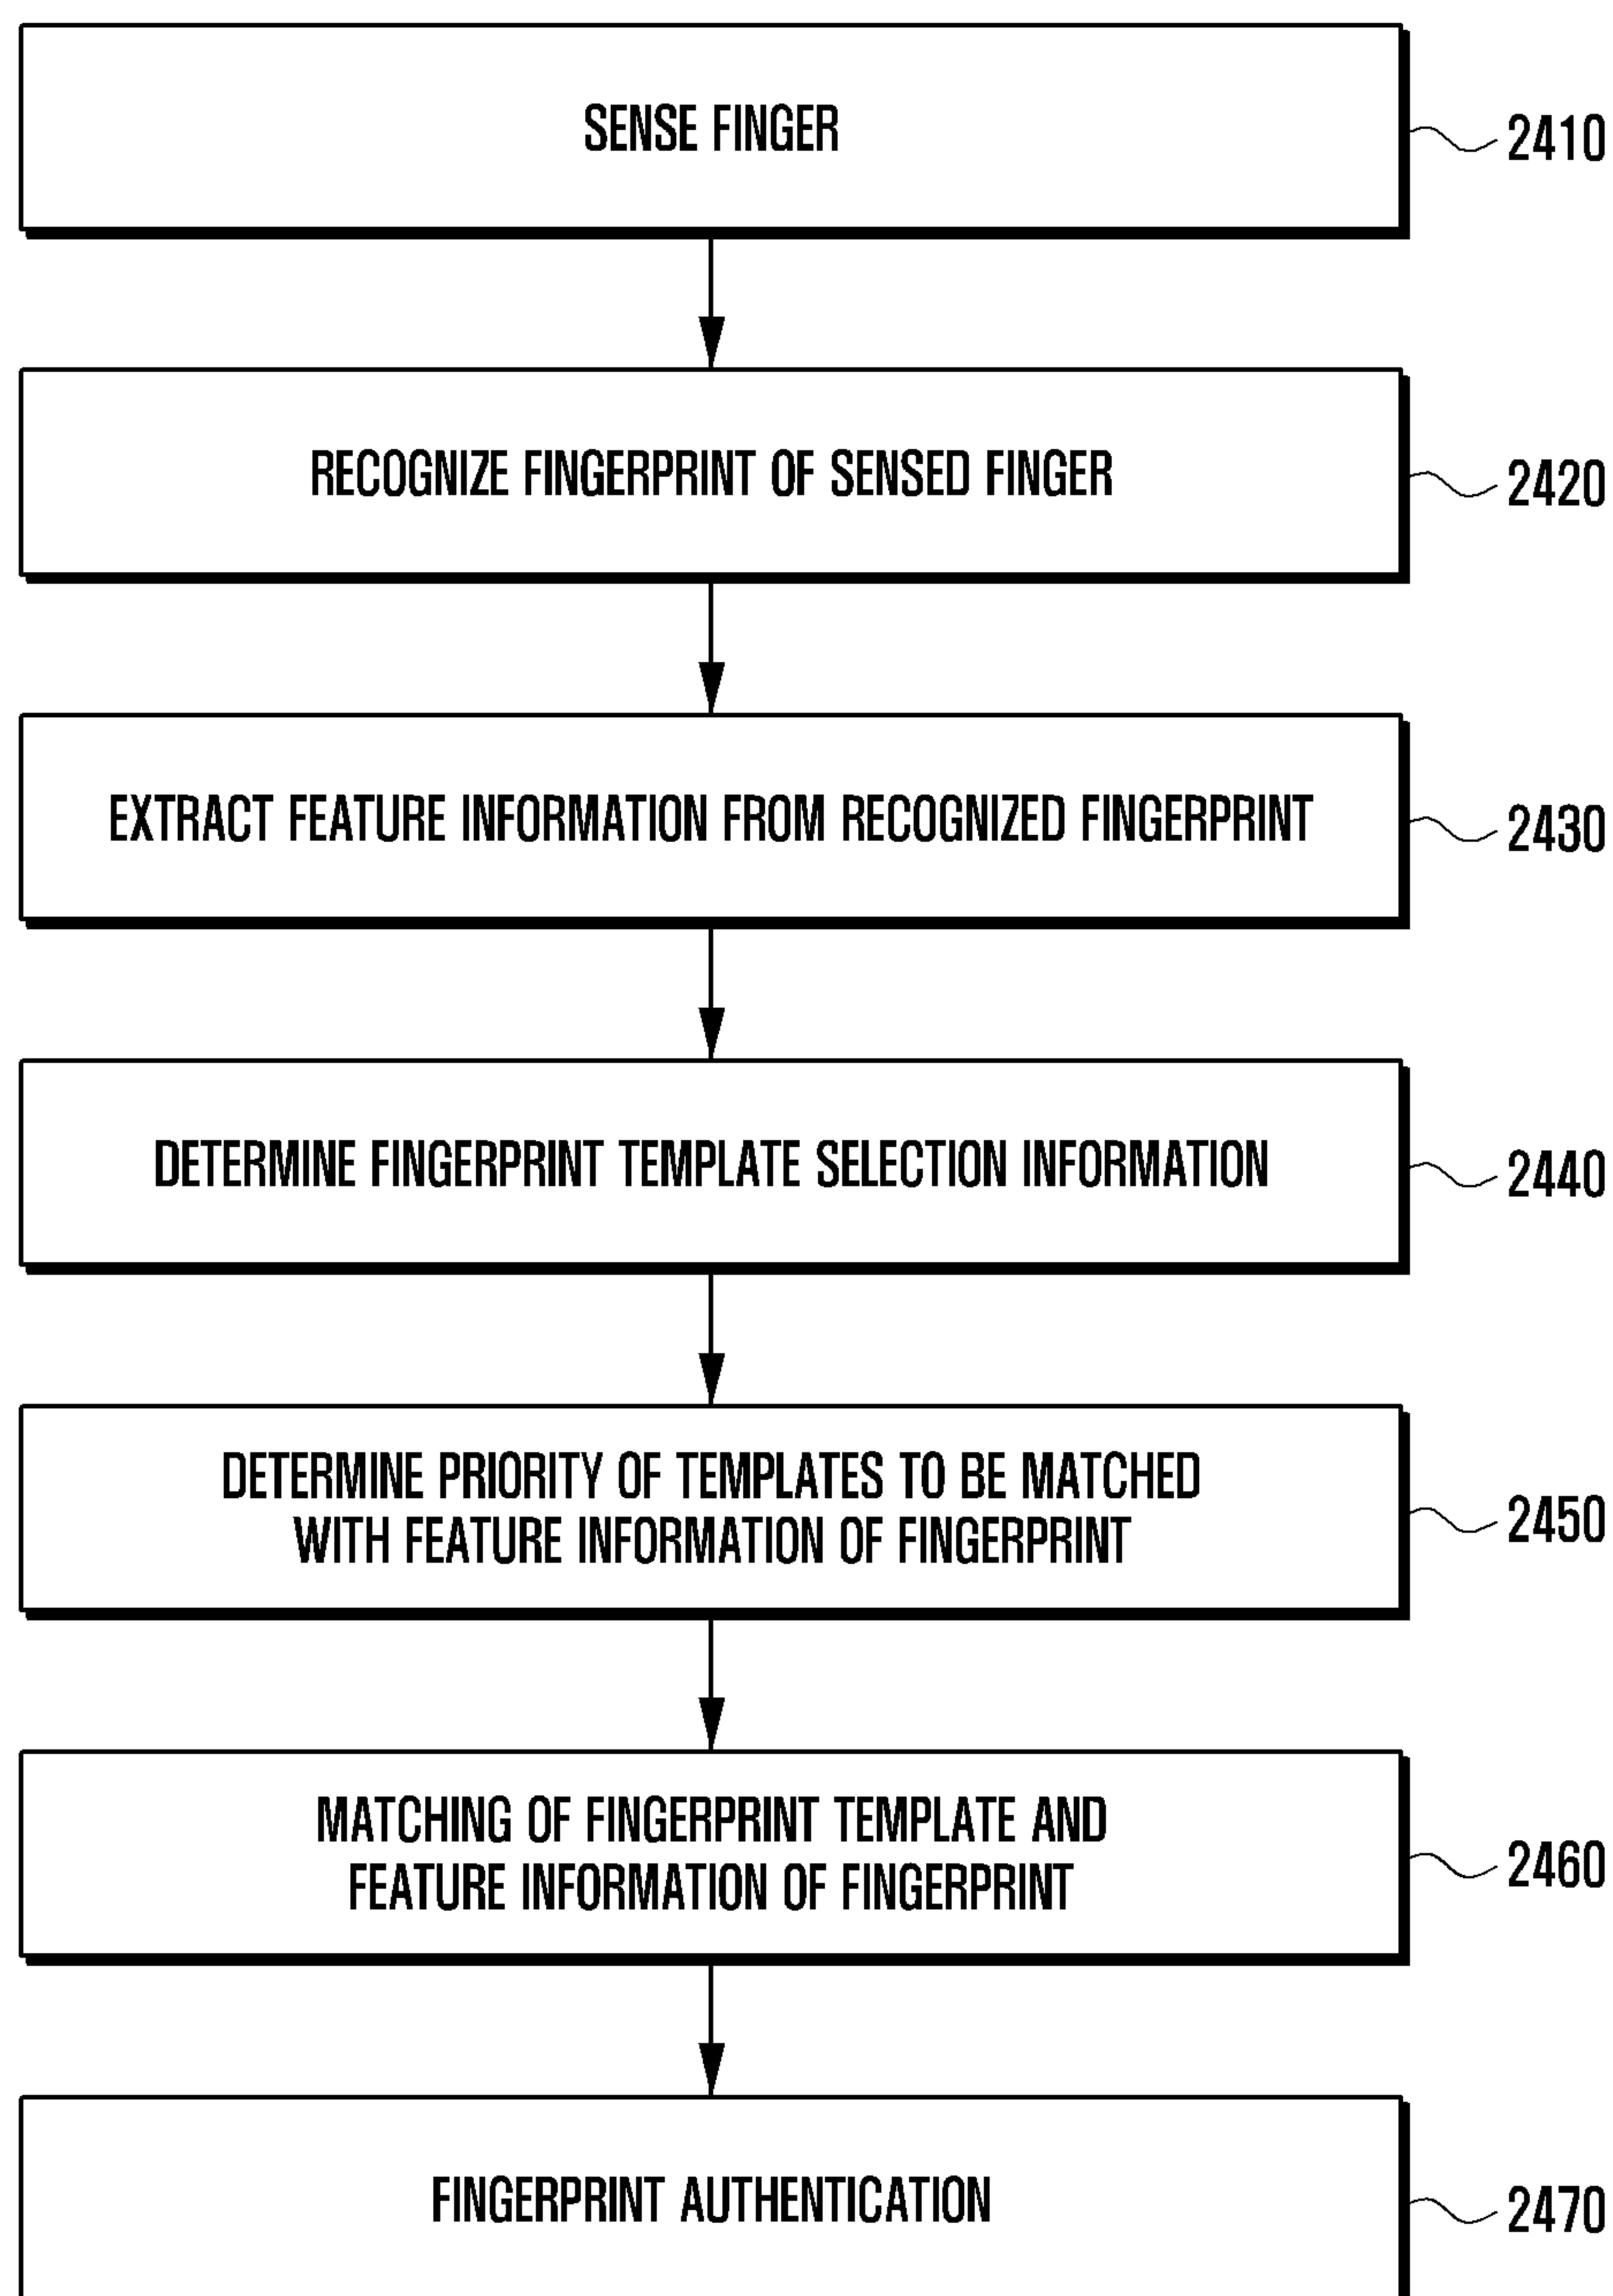 SENSE FINGER
2410
RECOGNIZE FINGERPRINT OF SENSED FINGER
2420
EXTRACT FEATURE INFORMATION FROM RECOGNIZED FINGERPRINT
2430
DETERMINE FINGERPRINT TEMPLATE SELECTION INFORMATION
2440
DETERMINE PRIORITY OF TEMPLATES TO BE MATCHED
WITH FEATURE INFORMATION OF FINGERPRINT
2450
MATCHING OF FINGERPRINT TEMPLATE AND
FEATURE INFORMATION OF FINGERPRINT
2460
FINGERPRINT AUTHENTICATION
2470